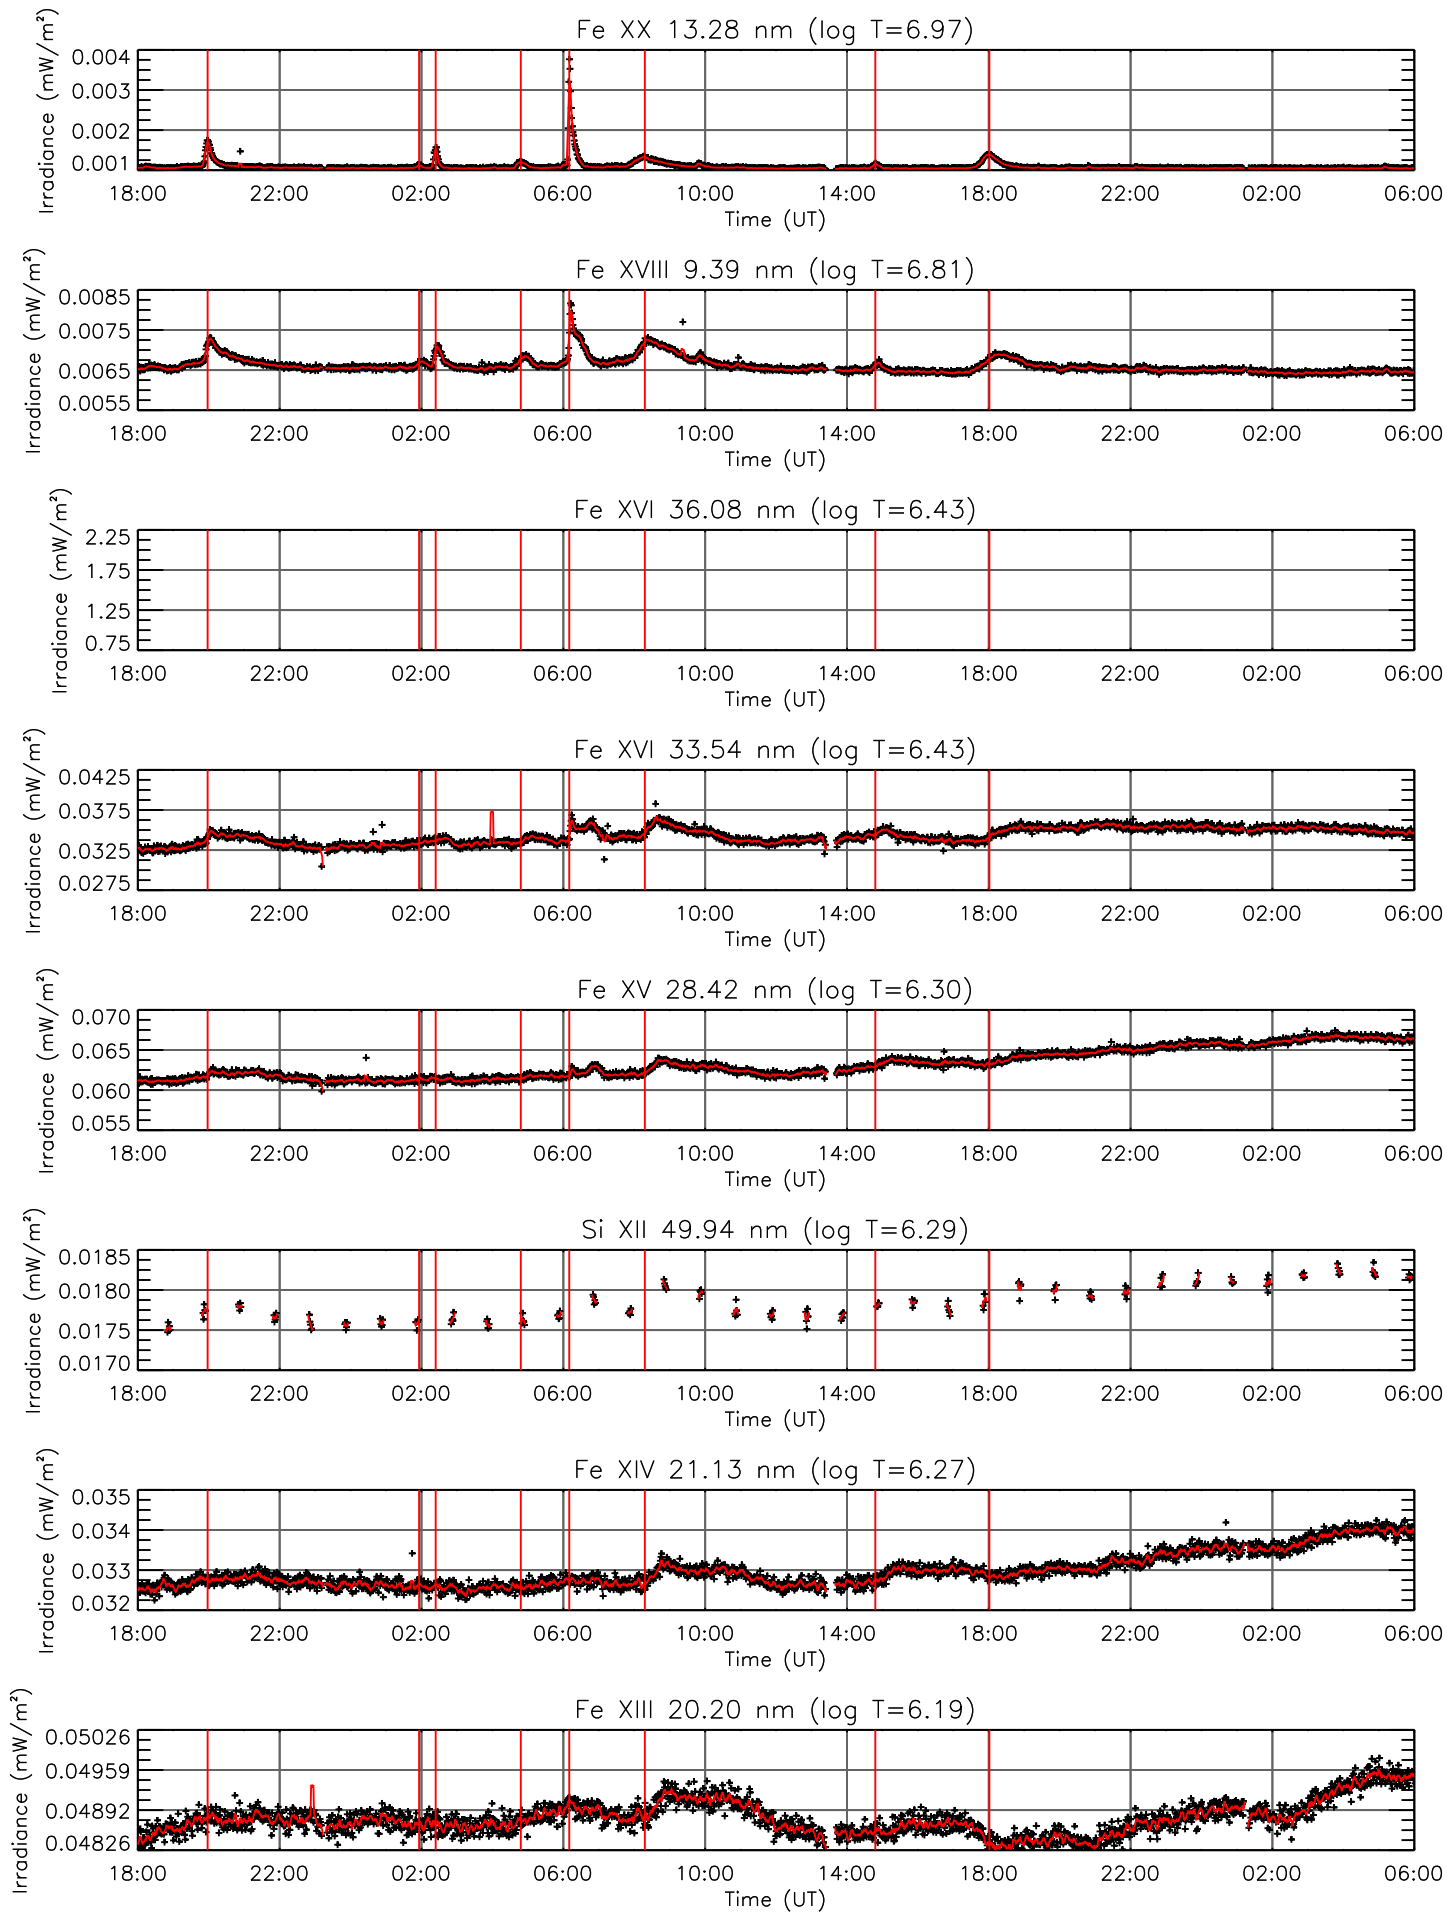 Fe XX 13.28 nm (log T=6.97)
Irradiance (mW/m²)
0.004
0.003
0.002
0.001
18:00 22:00 02:00 06:00 10:00 14:00 18:00 22:00 02:00 06:00
Time (UT)
Fe XVIII 9.39 nm (log T=6.81)
Irradiance (mW/m²)
0.0085
0.0075
0.0065
0.0055
18:00 22:00 02:00 06:00 10:00 14:00 18:00 22:00 02:00 06:00
Time (UT)
Fe XVI 36.08 nm (log T=6.43)
Irradiance (mW/m²)
2.25
1.75
1.25
0.75
18:00 22:00 02:00 06:00 10:00 14:00 18:00 22:00 02:00 06:00
Time (UT)
Fe XVI 33.54 nm (log T=6.43)
Irradiance (mW/m²)
0.0425
0.0375
0.0325
0.0275
18:00 22:00 02:00 06:00 10:00 14:00 18:00 22:00 02:00 06:00
Time (UT)
Fe XV 28.42 nm (log T=6.30)
Irradiance (mW/m²)
0.070
0.065
0.060
0.055
18:00 22:00 02:00 06:00 10:00 14:00 18:00 22:00 02:00 06:00
Time (UT)
Si XII 49.94 nm (log T=6.29)
Irradiance (mW/m²)
0.0185
0.0180
0.0175
0.0170
18:00 22:00 02:00 06:00 10:00 14:00 18:00 22:00 02:00 06:00
Time (UT)
Fe XIV 21.13 nm (log T=6.27)
Irradiance (mW/m²)
0.035
0.034
0.033
0.032
18:00 22:00 02:00 06:00 10:00 14:00 18:00 22:00 02:00 06:00
Time (UT)
Fe XIII 20.20 nm (log T=6.19)
Irradiance (mW/m²)
0.05026
0.04959
0.04892
0.04826
18:00 22:00 02:00 06:00 10:00 14:00 18:00 22:00 02:00 06:00
Time (UT)